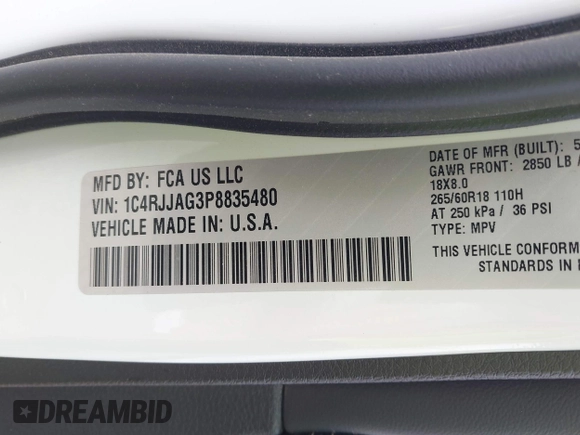 MFD BY: FCA US LLC
VIN: 1C4RJJAG3P8835480
VEHICLE MADE IN: U.S.A.
DATE OF MFR (BUILT): 5
GAWR FRONT: 2850 LB
18X8.0
265/60R18 110H
AT 250 kPa / 36 PSI
TYPE: MPV
THIS VEHICLE CONFORM
STANDARDS IN
DREAMBID